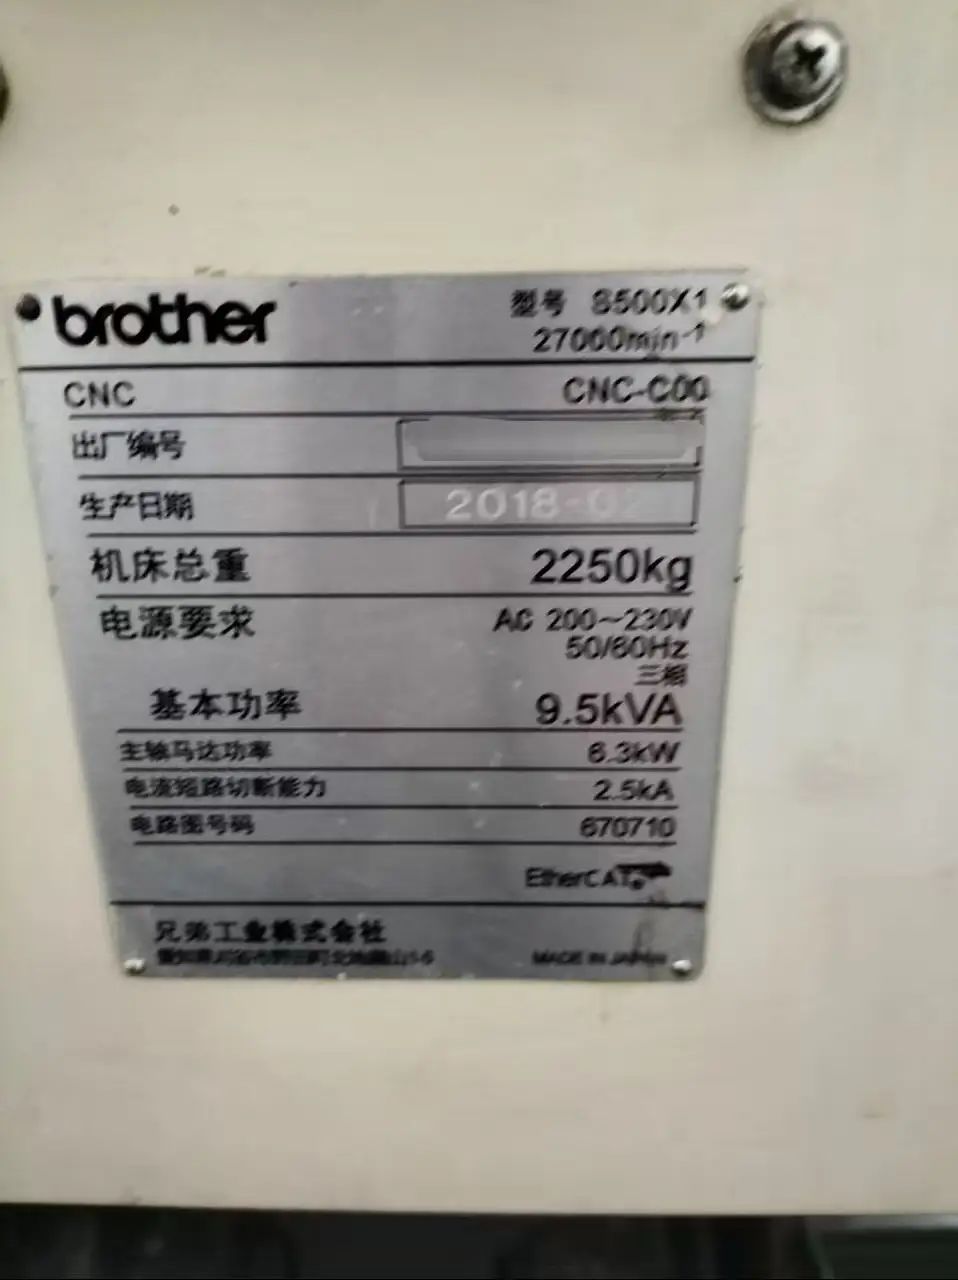 brother 型号 S500X1
27000min-1
CNC CNC-C00
出厂编号
生产日期 2018-02
机床总重 2250kg
电源要求 AC 200~230V
50/60Hz
三相
基本功率 9.5kVA
主轴马达功率 6.3kW
电流短路切断能力 2.5kA
电路图号码 670710
EtherCAT
兄弟工业株式会社
MADE IN JAPAN